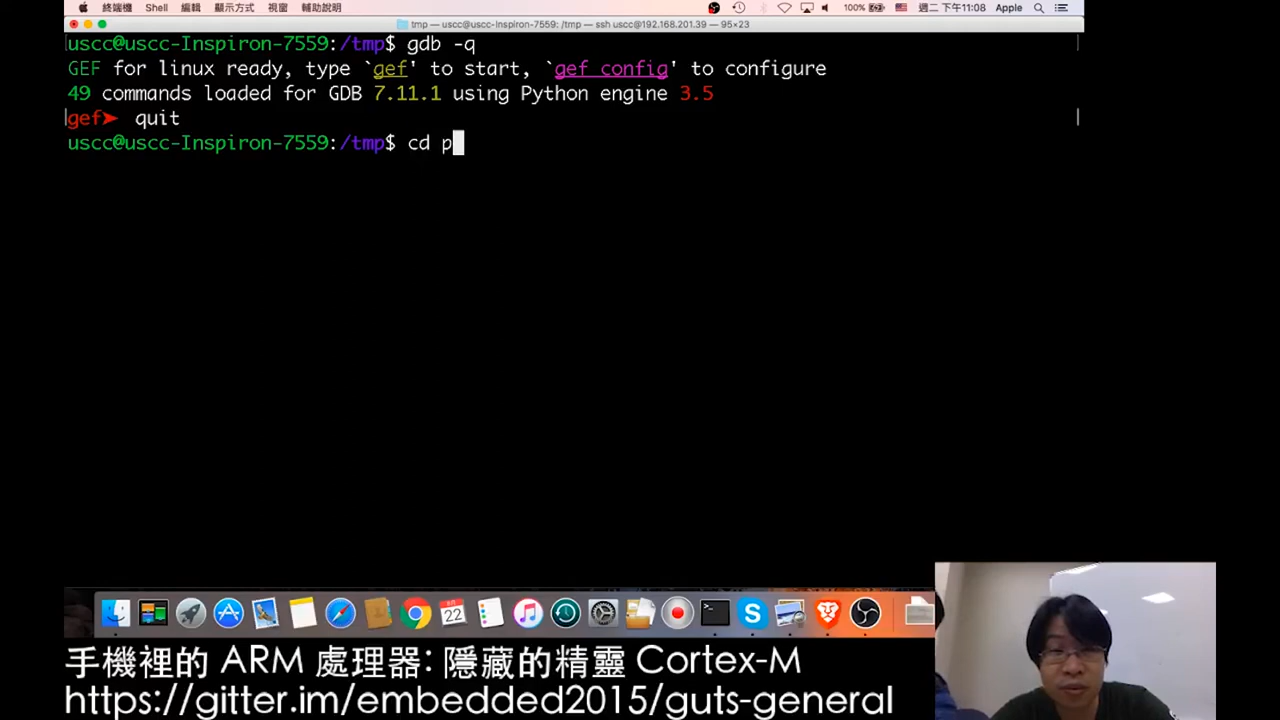 終端機 Shell 編輯 顯示方式 視窗 輔助說明 100% 週二 下午11:08 Apple
tmp — uscc@uscc-Inspiron-7559: /tmp — ssh uscc@192.168.201.39 — 95×23
uscc@uscc-Inspiron-7559:/tmp$ gdb -q
GEF for linux ready, type `gef' to start, `gef config' to configure
49 commands loaded for GDB 7.11.1 using Python engine 3.5
gef➤ quit
uscc@uscc-Inspiron-7559:/tmp$ cd p
22
手機裡的 ARM 處理器: 隱藏的精靈 Cortex-M
https://gitter.im/embedded2015/guts-general